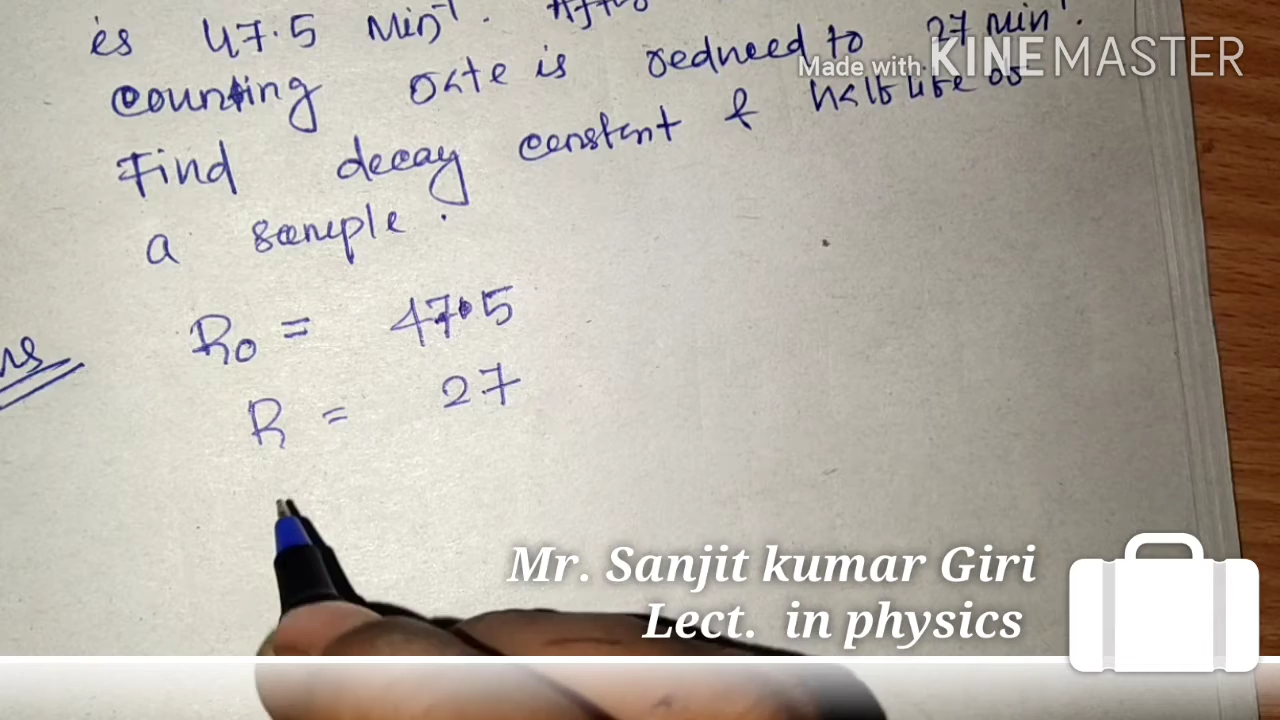 is 47.5 Min⁻¹. After
counting rate is reduced to 27 min⁻¹.
Made with KINEMASTER
Find decay constant & half life of
a sample.
R₀ = 47.5
R = 27
Mr. Sanjit kumar Giri
Lect. in physics